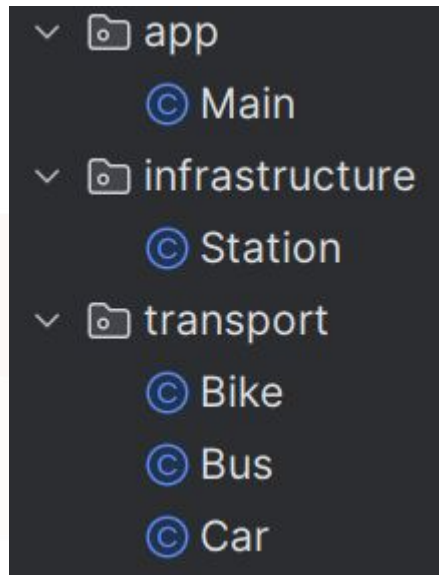 app
Main
infrastructure
Station
transport
Bike
Bus
Car